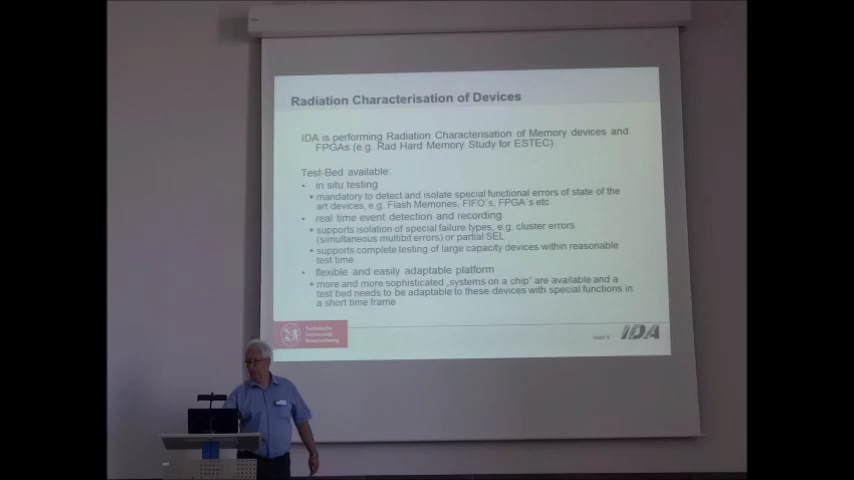 Radiation Characterisation of Devices
IDA is performing Radiation Characterisation of Memory devices and
FPGAs (e.g. Rad Hard Memory Study for ESTEC)
Test-Bed available:
• in situ testing
▪ mandatory to detect and isolate special functional errors of state of the
art devices, e.g. Flash Memories, FIFO´s, FPGA´s etc
• real time event detection and recording
▪ supports isolation of special failure types, e.g. cluster errors
(simultaneous multibit errors) or partial SEL
▪ supports complete testing of large capacity devices within reasonable
test time
• flexible and easily adaptable platform
▪ more and more sophisticated „systems on a chip“ are available and a
test bed needs to be adaptable to these devices with special functions in
a short time frame
Technische
Universität
Braunschweig
IDA